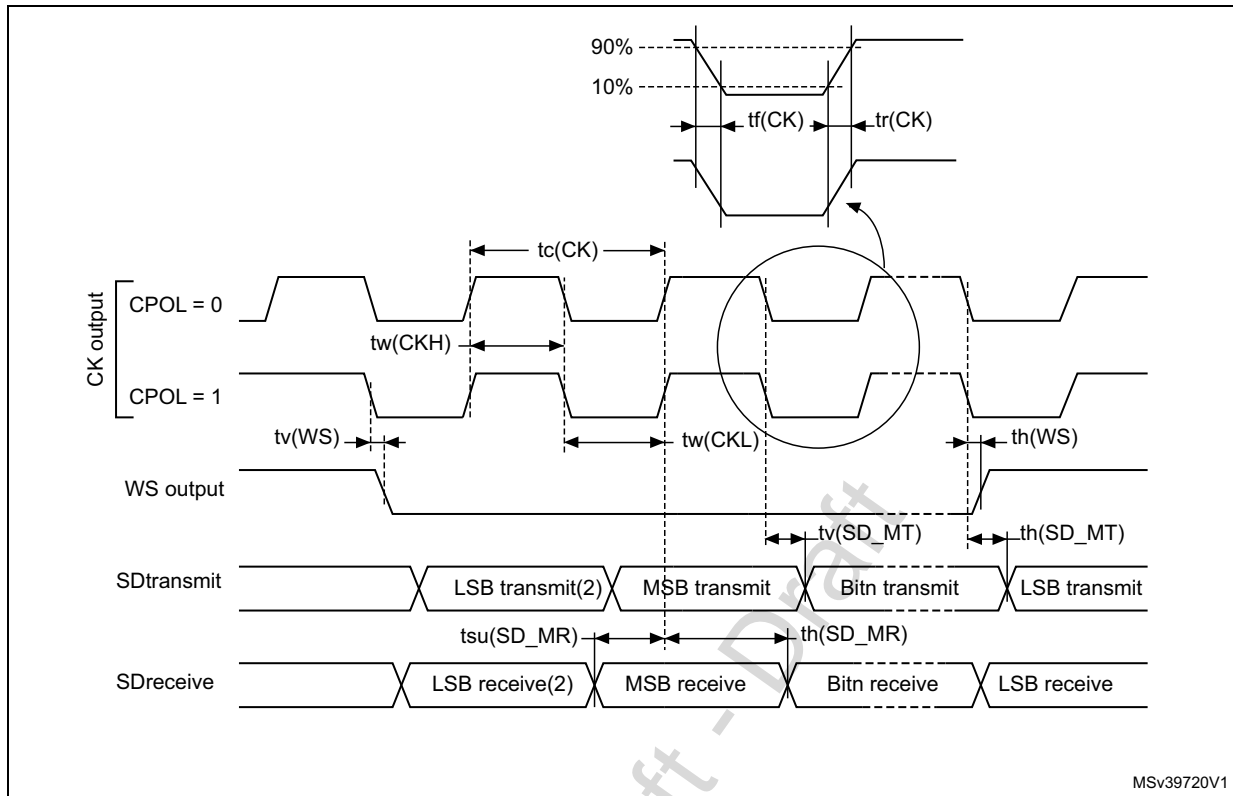 90%
10%
tf(CK)
tr(CK)
tc(CK)
CK output
CPOL = 0
tw(CKH)
CPOL = 1
tv(WS)
tw(CKL)
th(WS)
WS output
tv(SD_MT)
th(SD_MT)
SDtransmit
LSB transmit(2)
MSB transmit
Bitn transmit
LSB transmit
tsu(SD_MR)
th(SD_MR)
SDreceive
LSB receive(2)
MSB receive
Bitn receive
LSB receive
ft - Draft
MSv39720V1